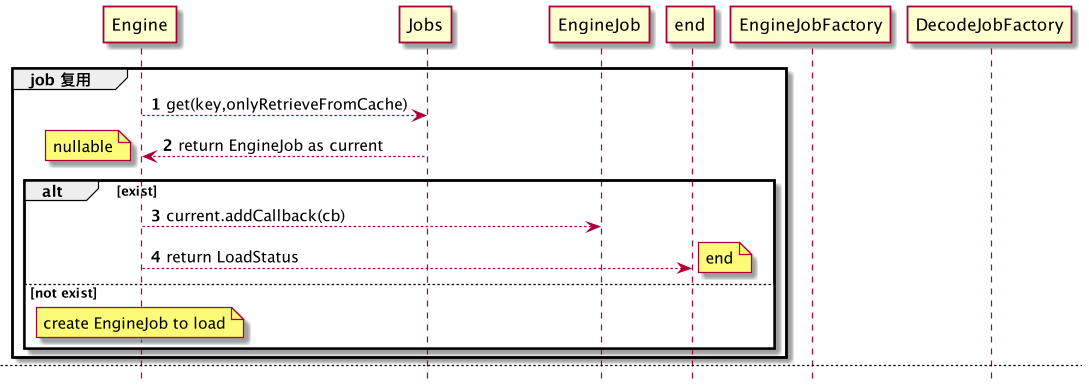 Engine
Jobs
EngineJob
end
EngineJobFactory
DecodeJobFactory
job 复用
1 get(key,onlyRetrieveFromCache)
nullable
2 return EngineJob as current
alt
[exist]
3 current.addCallback(cb)
4 return LoadStatus
end
[not exist]
create EngineJob to load